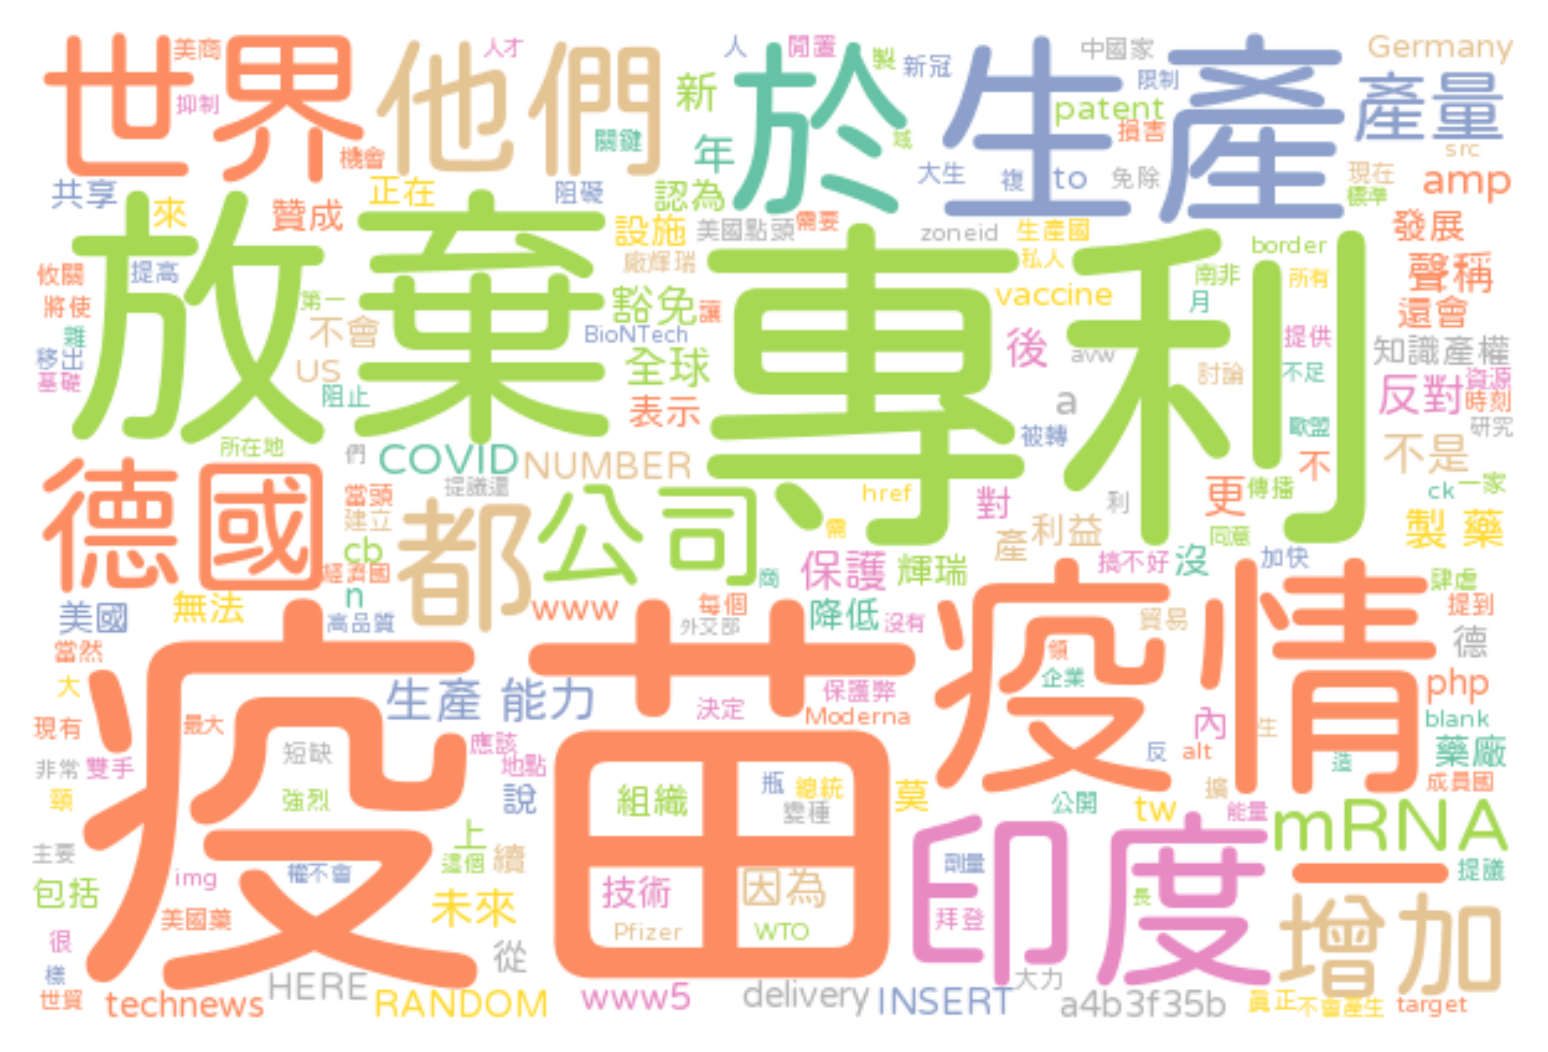 世界
美商
抑制
機會
他們
人才
關鍵
新
年
於
人
閒置
製
新冠
域
生產
中國家
限制
patent
損害
Germany
產量
src
共享
來
贊成
正在
阻礙
認為
大生
複
to
免除
現在
標準
amp
放棄
設施
美國點頭
需要
zoneid
生產國
發展
攸關
提高
廠輝瑞
專利
私人
border
南非
所有
聲稱
將使
第一
不會
豁免
讓
vaccine
月
還會
雜
移出
基礎
US
阻止
BioNTech
全球
後
avw
提供
知識產權
討論
不足
反對
資源
時刻
表示
a
被轉
歐盟
研究
所在地
們
COVID
NUMBER
提議還
不是
不
德國
當頭
建立
都
公司
href
對
利
更
傳播
ck
一家
cb
經濟國
n
需
產
利益
同意
製 藥
商
保護
輝瑞
搞不好
沒
加快
肆虐
美國
無法
高品質
www
每個
外交部
降低
沒有
疫情
貿易
提到
當然
疫苗
領
企業
德
大
生產 能力
決定
保護弊
Moderna
php
現有
最大
短缺
應該
地點
內
生
blank
非常
雙手
反
alt
造
藥廠
頸
強烈
說
組織
瓶
總統
變種
莫
公開
tw
擴
能量
成員國
mRNA
主要
上
這個
續
印度
劑量
一
提議
包括
img
權不會
技術
因為
長
美國藥
未來
Pfizer
WTO
拜登
增加
很
樣
從
世貿
technews
HERE
RANDOM
www5
delivery
INSERT
大力
a4b3f35b
真正
不會產生
target